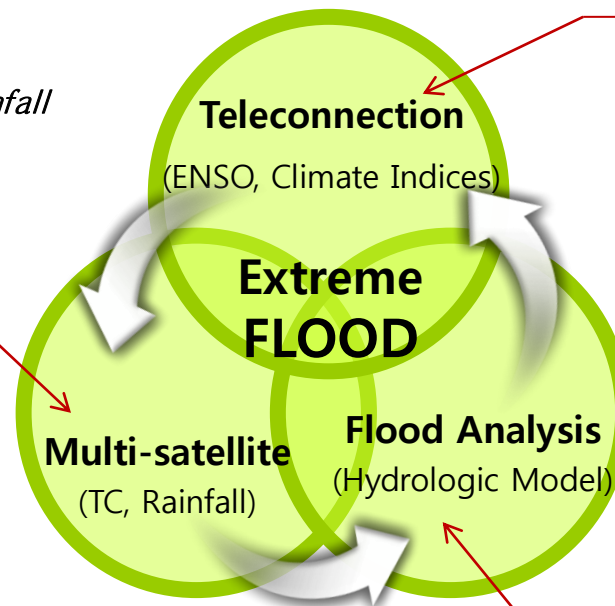 Teleconnection
(ENSO, Climate Indices)
Extreme
FLOOD
Multi-satellite
(TC, Rainfall)
Flood Analysis
(Hydrologic Model)